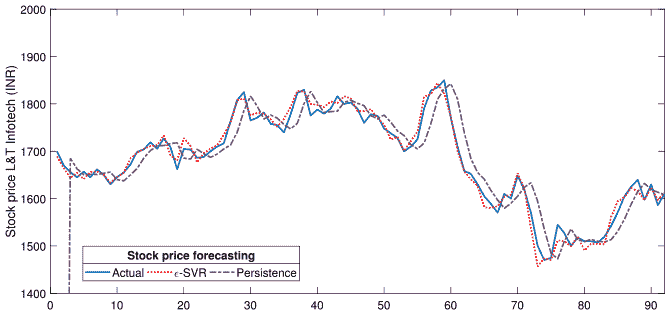 2000
1900
1800
1700
1600
1500
1400
Stock price L&T Infotech (INR)
Stock price forecasting
Actual ϵ-SVR Persistence
0 10 20 30 40 50 60 70 80 90